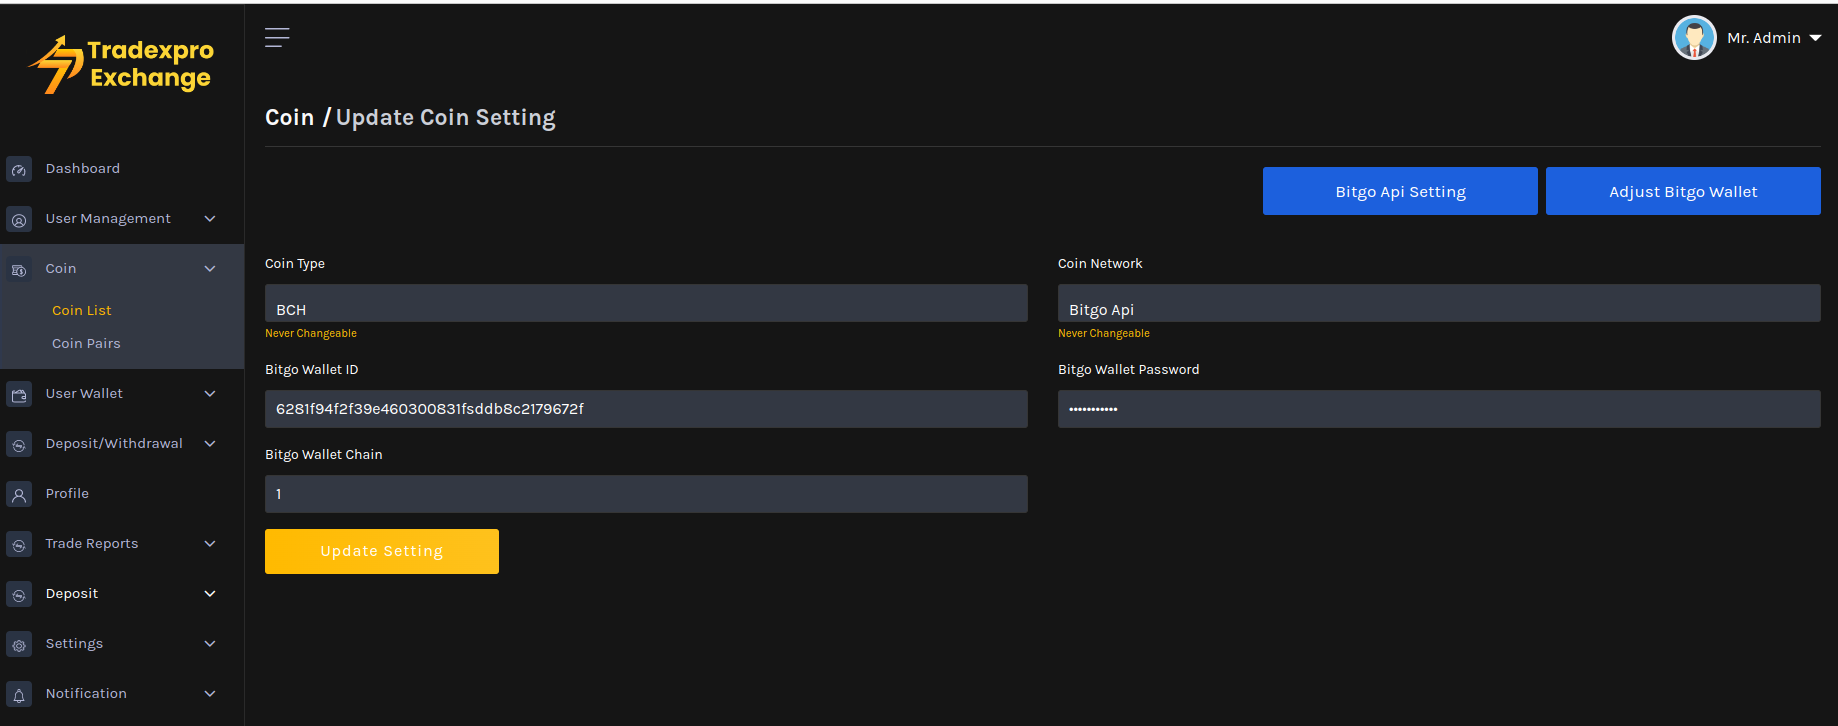 Tradexpro
Exchange
Mr. Admin
Coin / Update Coin Setting
Dashboard
User Management
Coin
Coin List
Coin Pairs
User Wallet
Deposit/Withdrawal
Profile
Trade Reports
Deposit
Settings
Notification
Bitgo Api Setting
Adjust Bitgo Wallet
Coin Type
BCH
Never Changeable
Coin Network
Bitgo Api
Never Changeable
Bitgo Wallet ID
6281f94f2f39e460300831fsddb8c2179672f
Bitgo Wallet Password
•••••••••••
Bitgo Wallet Chain
1
Update Setting